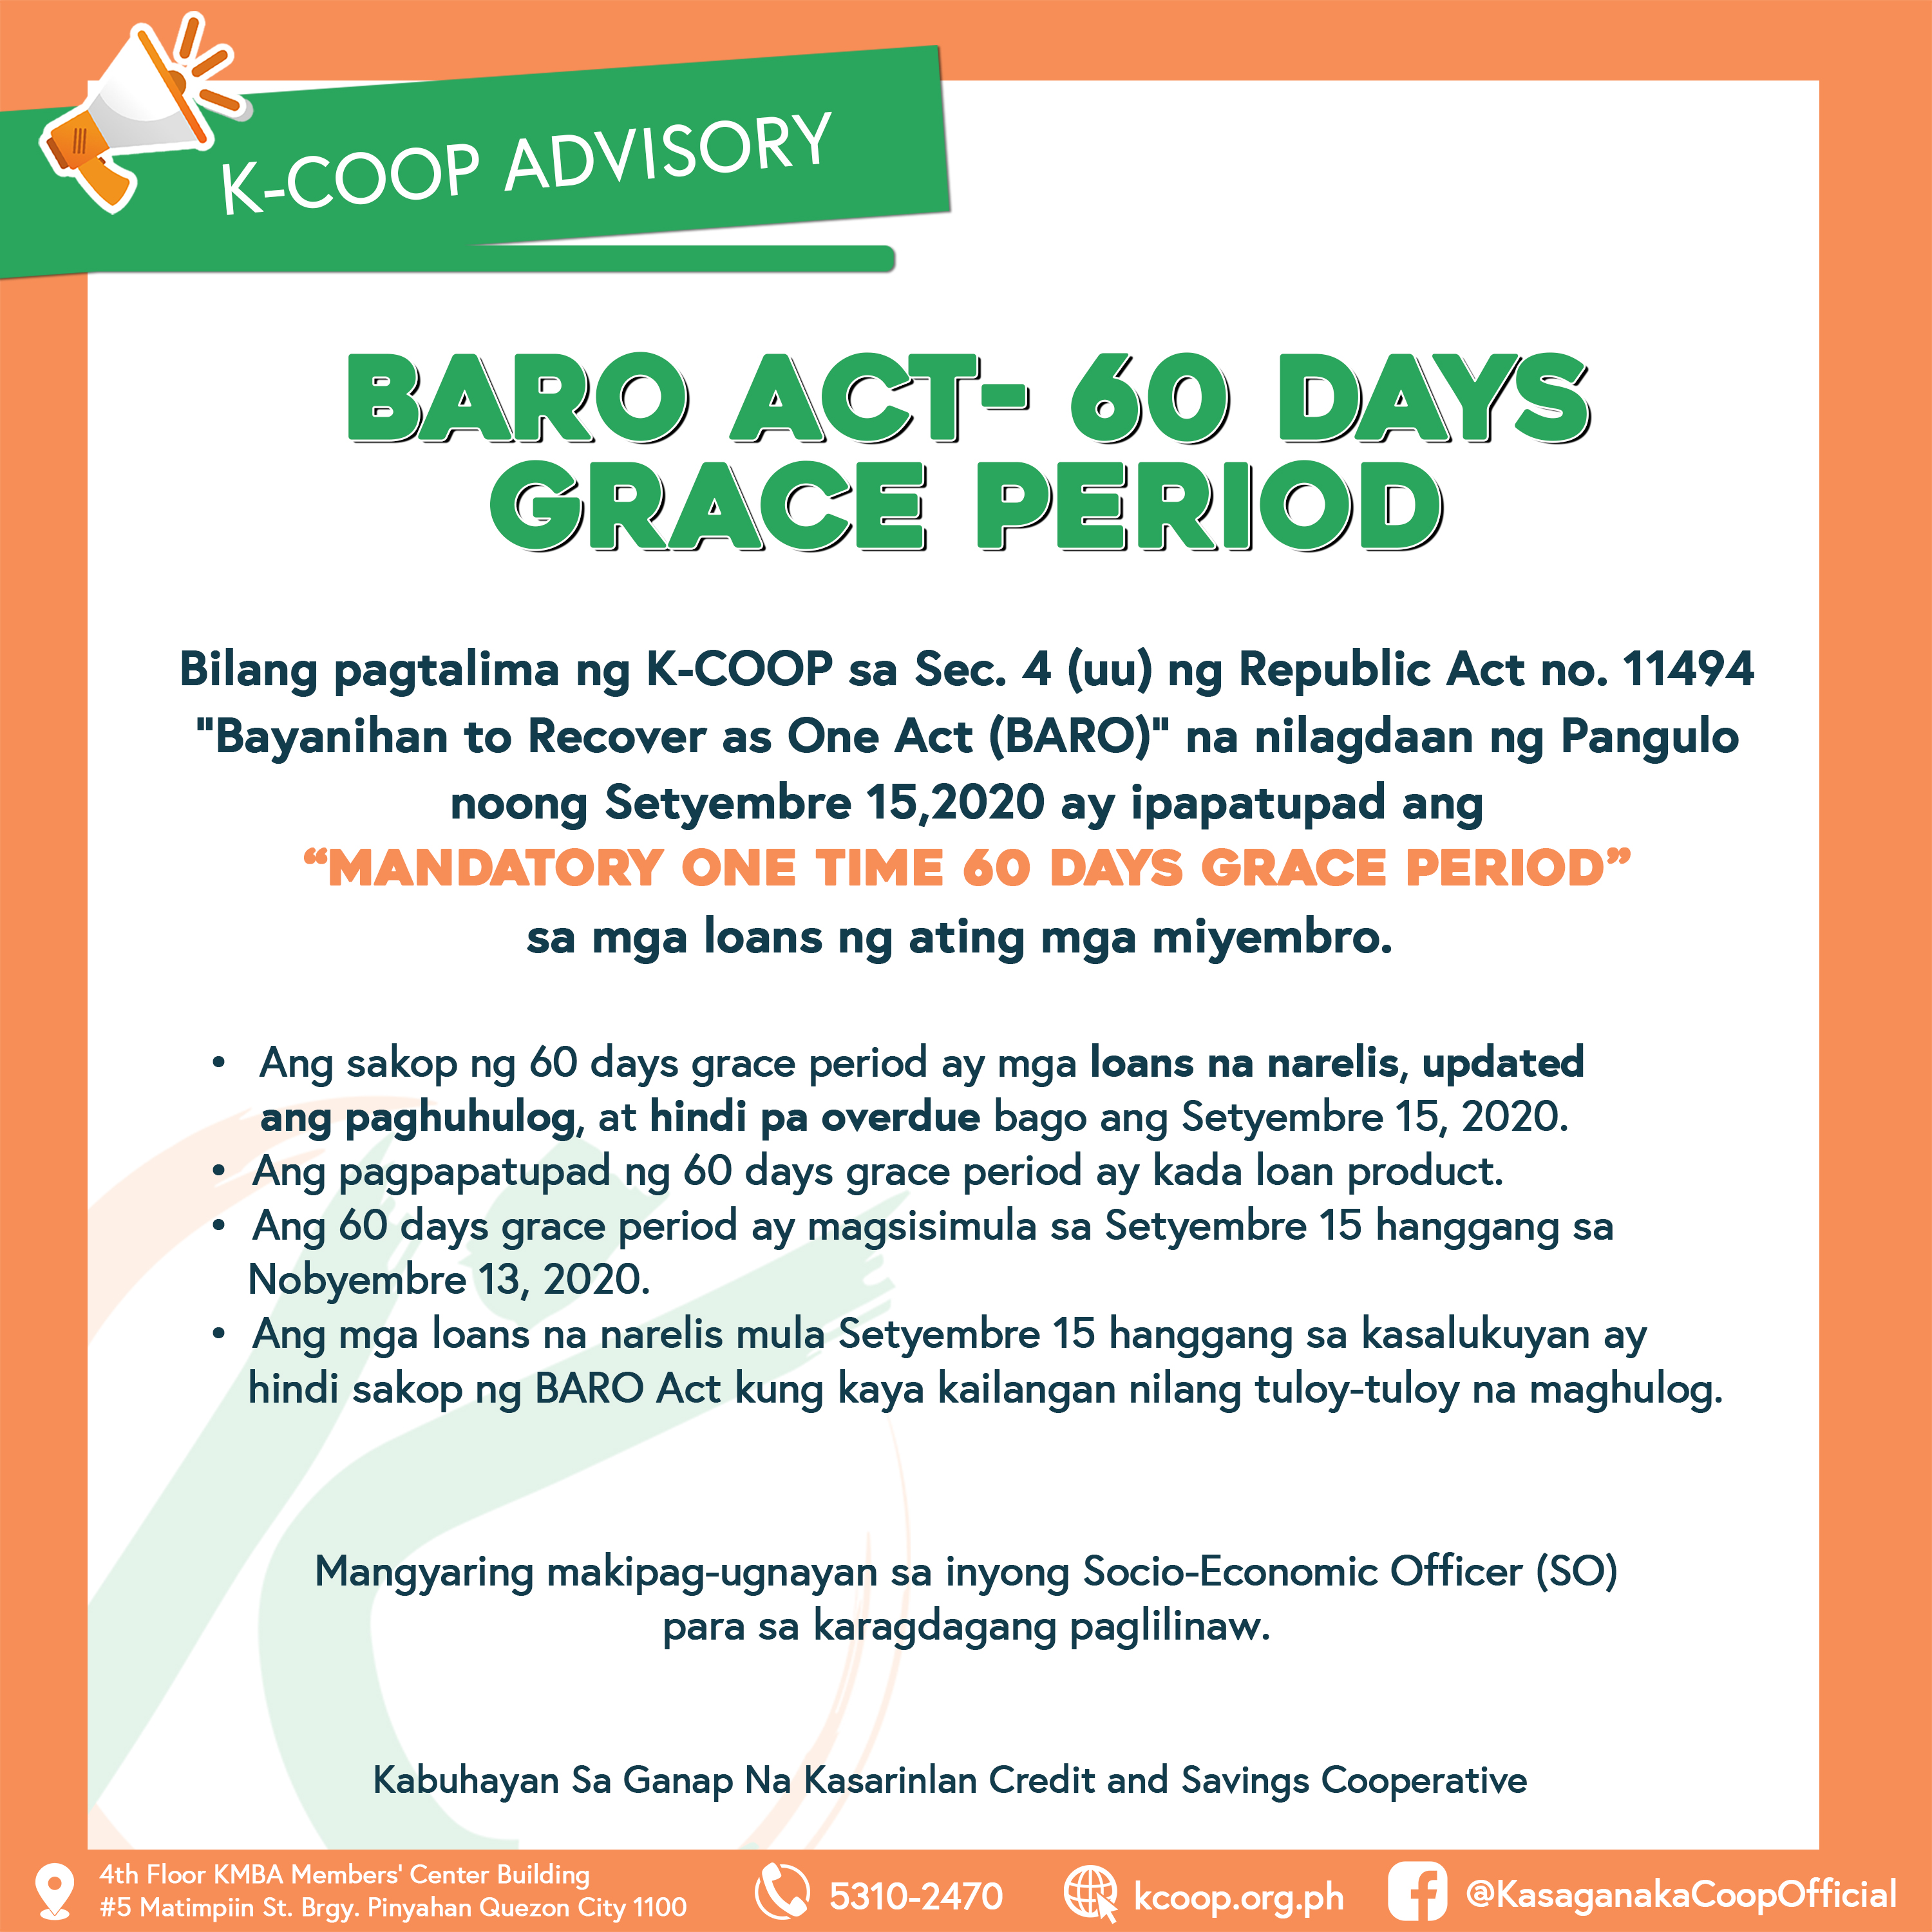 K-COOP ADVISORY
BARO ACT- 60 DAYS
GRACE PERIOD
Bilang pagtalima ng K-COOP sa Sec. 4 (uu) ng Republic Act no. 11494
"Bayanihan to Recover as One Act (BARO)" na nilagdaan ng Pangulo
noong Setyembre 15,2020 ay ipapatupad ang
“MANDATORY ONE TIME 60 DAYS GRACE PERIOD”
sa mga loans ng ating mga miyembro.
• Ang sakop ng 60 days grace period ay mga loans na narelis, updated
ang paghuhulog, at hindi pa overdue bago ang Setyembre 15, 2020.
• Ang pagpapatupad ng 60 days grace period ay kada loan product.
• Ang 60 days grace period ay magsisimula sa Setyembre 15 hanggang sa
Nobyembre 13, 2020.
• Ang mga loans na narelis mula Setyembre 15 hanggang sa kasalukuyan ay
hindi sakop ng BARO Act kung kaya kailangan nilang tuloy-tuloy na maghulog.
Mangyaring makipag-ugnayan sa inyong Socio-Economic Officer (SO)
para sa karagdagang paglilinaw.
Kabuhayan Sa Ganap Na Kasarinlan Credit and Savings Cooperative
4th Floor KMBA Members' Center Building
#5 Matimpiin St. Brgy. Pinyahan Quezon City 1100
5310-2470
kcoop.org.ph
@KasaganakaCoopOfficial